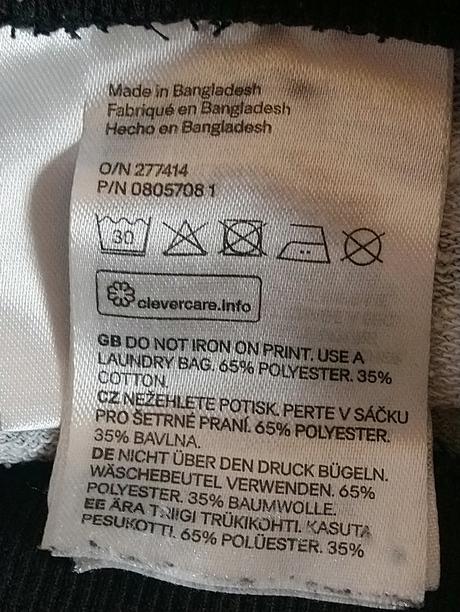 Made in Bangladesh
Fabriqué en Bangladesh
Hecho en Bangladesh
O/N 277414
P/N 0805708 1
30
clevercare.info
GB DO NOT IRON ON PRINT. USE A
LAUNDRY BAG. 65% POLYESTER. 35%
COTTON.
CZ NEŽEHLETE POTISK. PERTE V SÁČKU
PRO ŠETRNÉ PRANÍ. 65% POLYESTER.
35% BAVLNA.
DE NICHT ÜBER DEN DRUCK BÜGELN.
WÄSCHEBEUTEL VERWENDEN. 65%
POLYESTER. 35% BAUMWOLLE.
EE ÄRA TRIIGI TRÜKIKOHTI. KASUTA
PESUKOTTI. 65% POLÜESTER. 35%